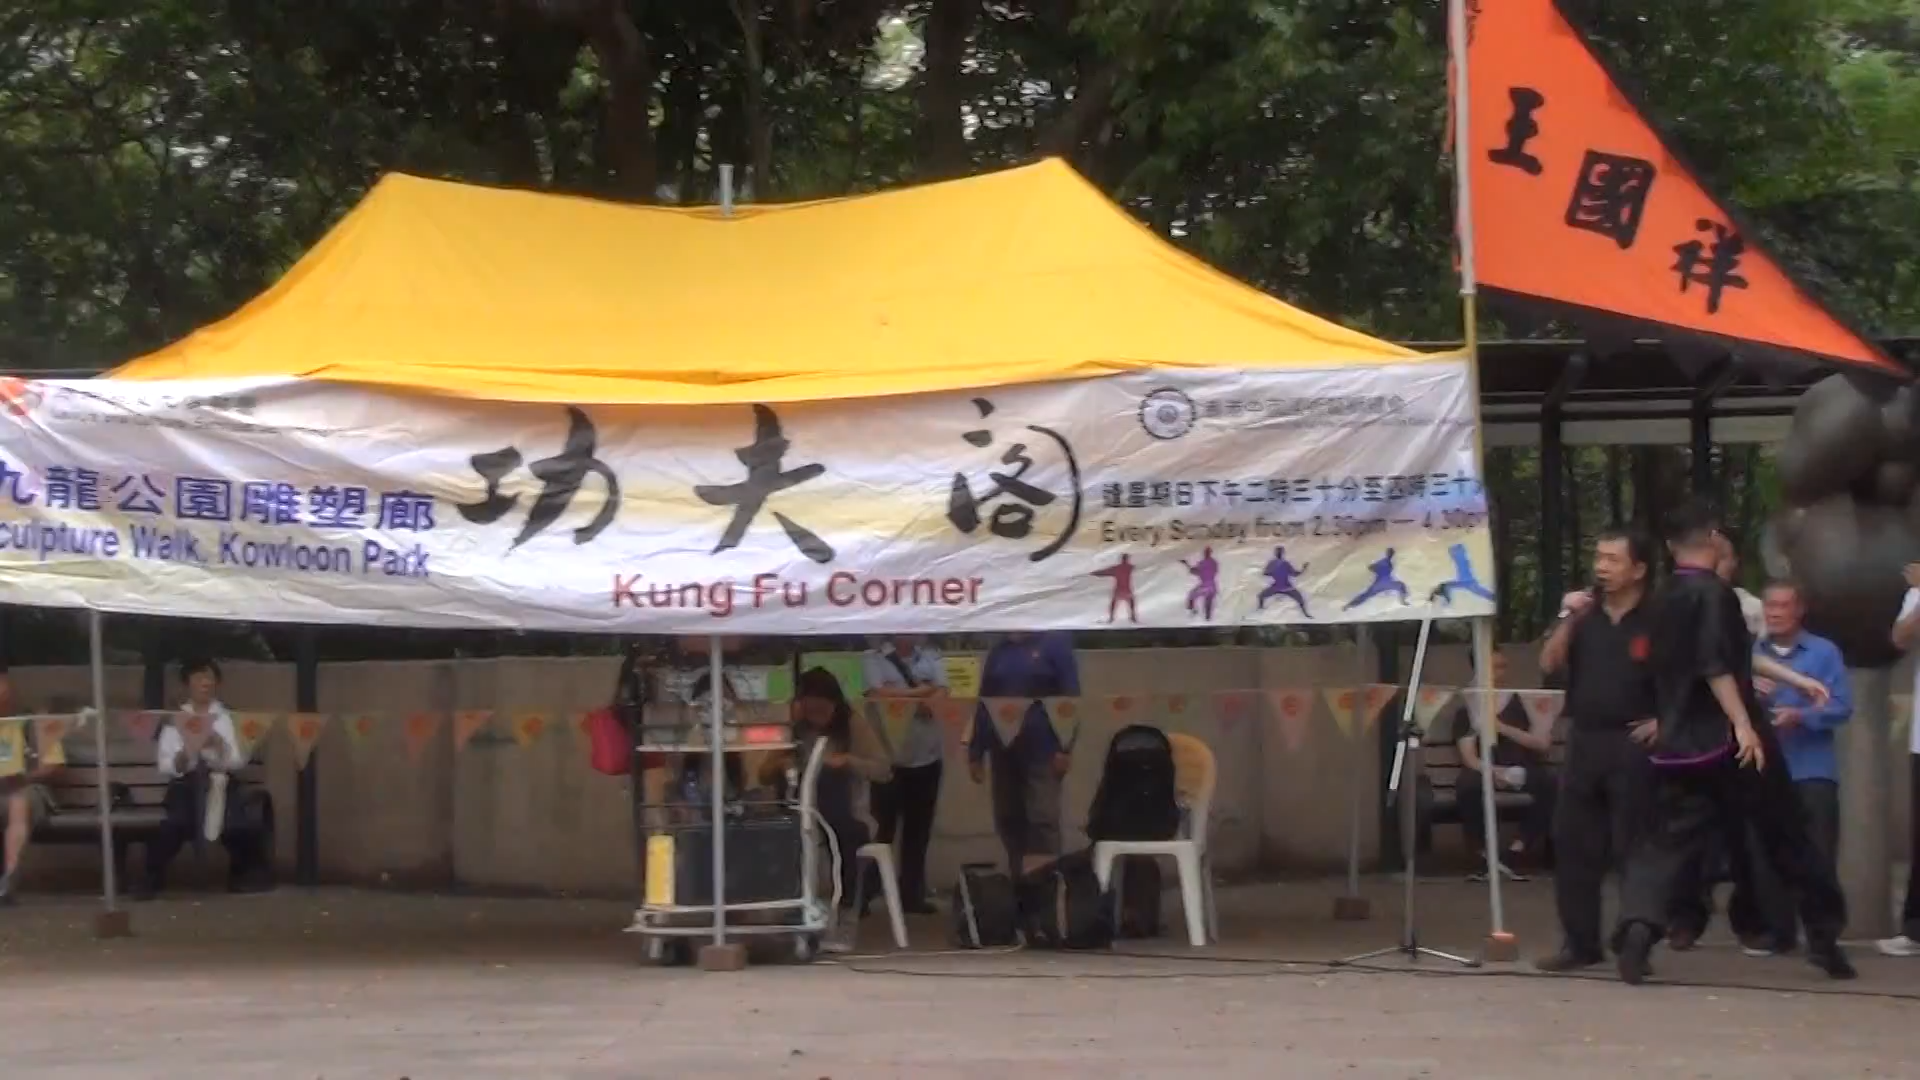 王國祥
功夫閣
九龍公園雕塑廊
culpture Walk, Kowloon Park
Kung Fu Corner
逢星期日下午二時三十分至四時三十
Every Sunday from 2.30pm — 4.30p